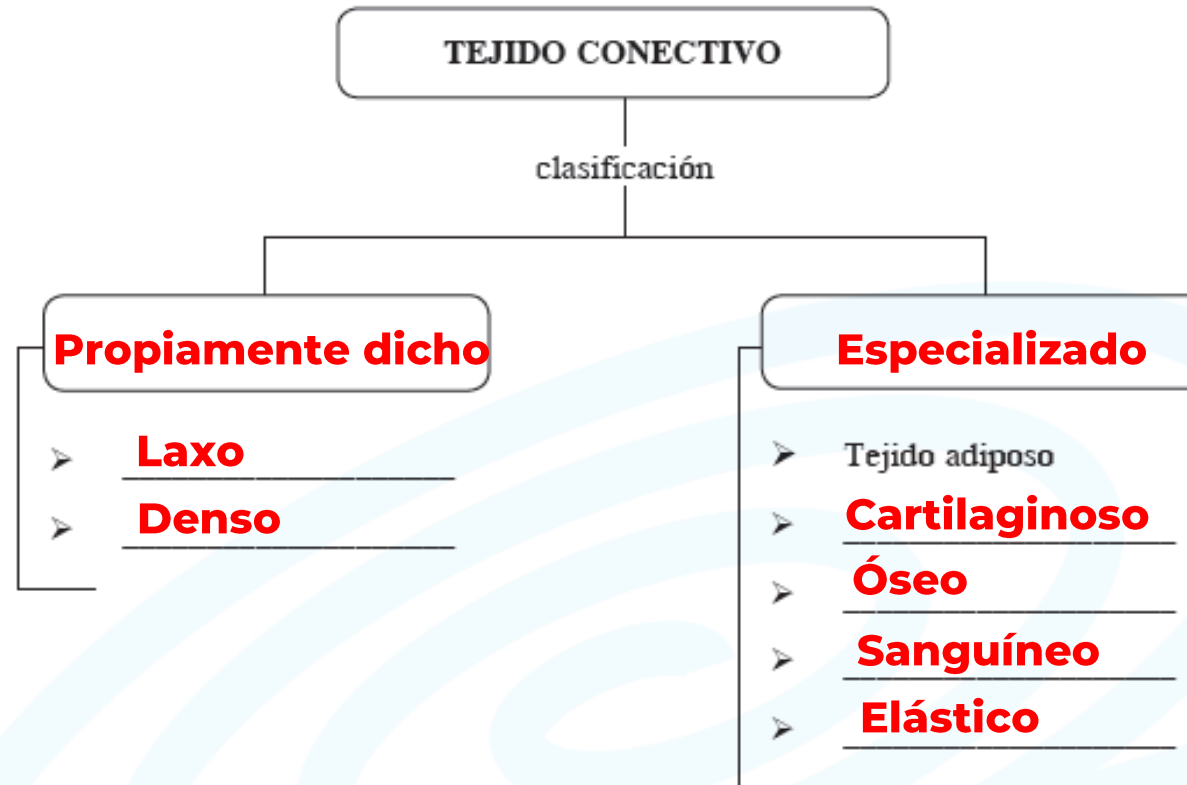 TEJIDO CONECTIVO
clasificación
Propiamente dicho
Laxo
Denso
Especializado
Tejido adiposo
Cartilaginoso
Óseo
Sanguíneo
Elástico